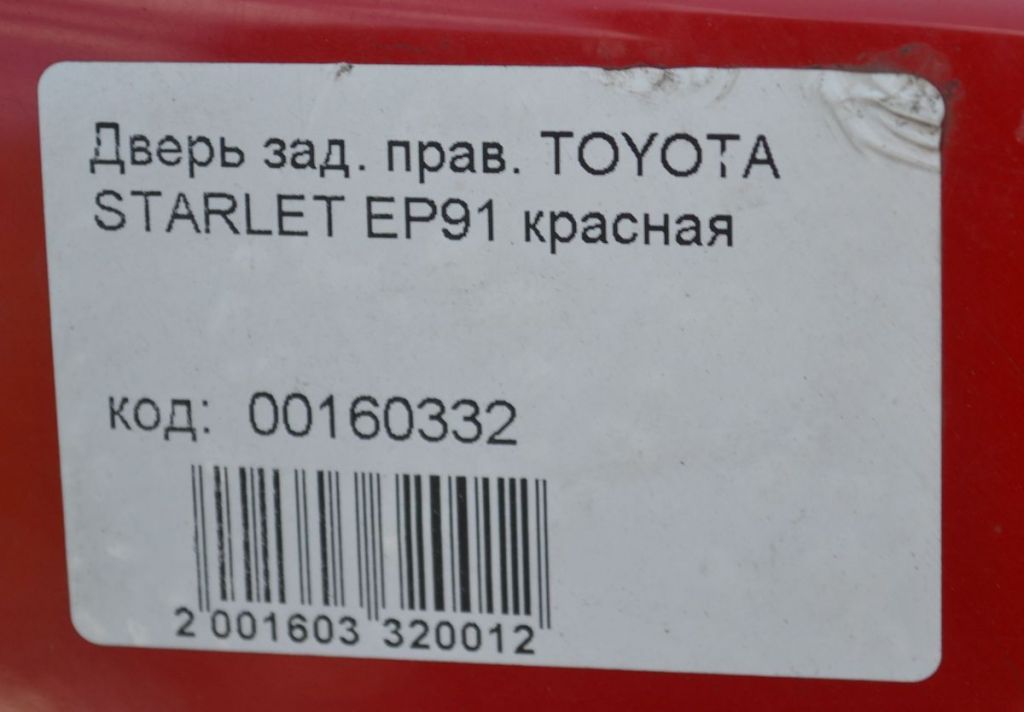 Дверь зад. прав. TOYOTA
STARLET EP91 красная
код: 00160332
2 001603 320012